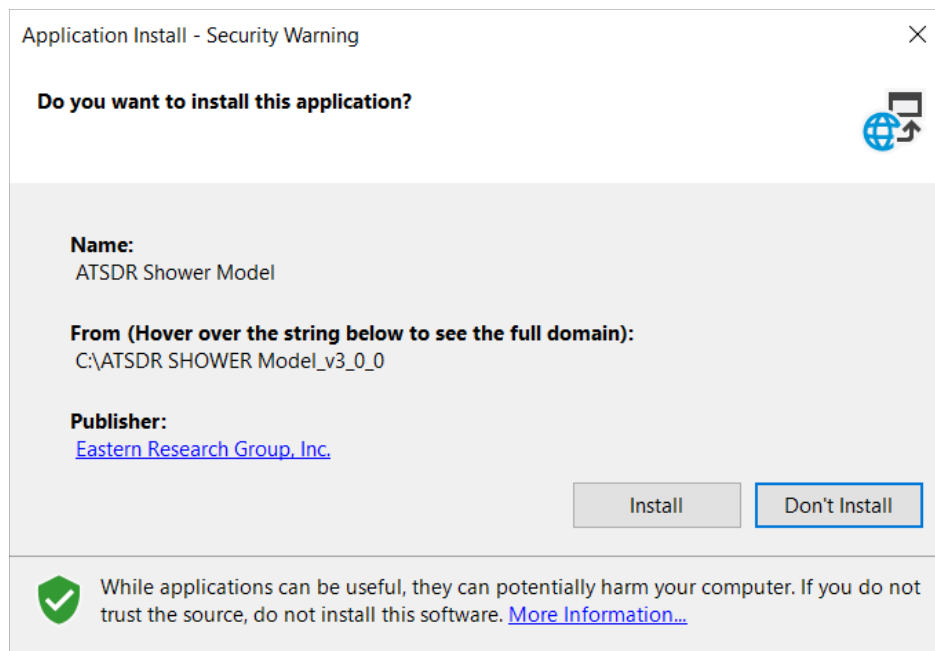 Application Install - Security Warning
Do you want to install this application?
Name:
ATSDR Shower Model
From (Hover over the string below to see the full domain):
C:\ATSDR SHOWER Model_v3_0_0
Publisher:
Eastern Research Group, Inc.
Install
Don't Install
While applications can be useful, they can potentially harm your computer. If you do not
trust the source, do not install this software. More Information...